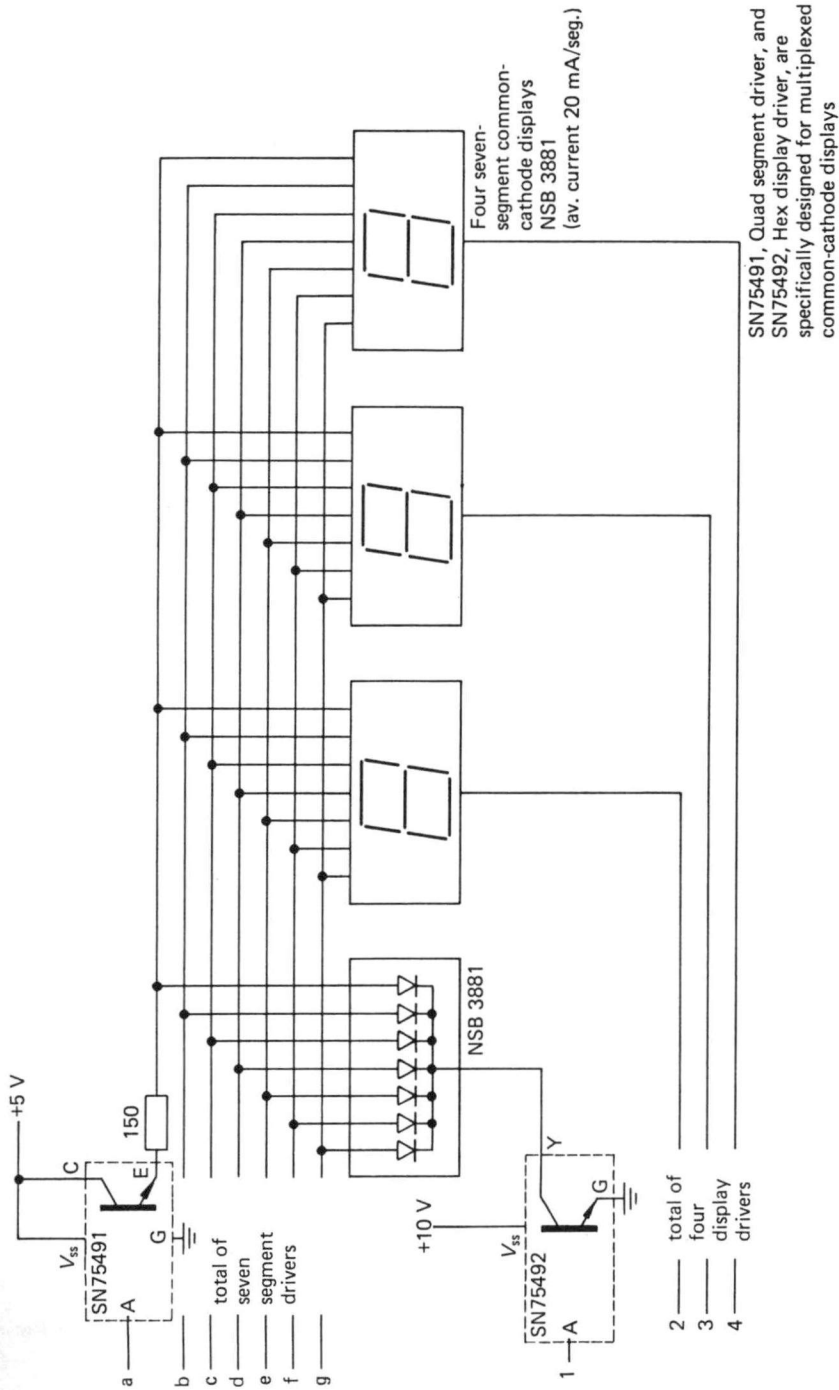 +5 V
V_ss
C
SN75491
A
E
G
150
a
b
c
d
e
f
g
total of
seven
segment
drivers
NSB 3881
Four seven-
segment common-
cathode displays
NSB 3881
(av. current 20 mA/seg.)
+10 V
V_ss
Y
SN75492
A
G
1
2
3
4
total of
four
display
drivers
SN75491, Quad segment driver, and
SN75492, Hex display driver, are
specifically designed for multiplexed
common-cathode displays